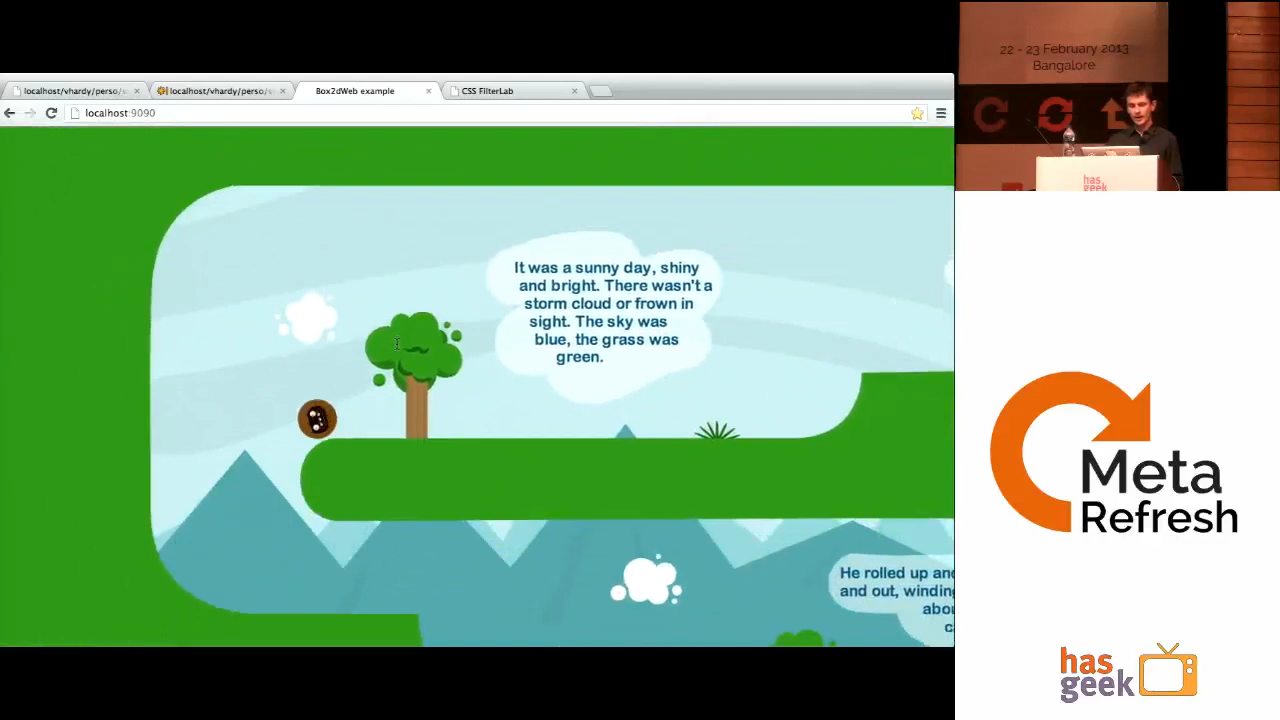 localhost/vhardy/perso/
localhost/vhardy/perso/
Box2dWeb example
CSS FilterLab
localhost:9090
It was a sunny day, shiny
and bright. There wasn't a
storm cloud or frown in
sight. The sky was
blue, the grass was
green.
He rolled up
and out, winding
22 - 23 February 2013
Bangalore
has
geek
Meta
Refresh
has
geek